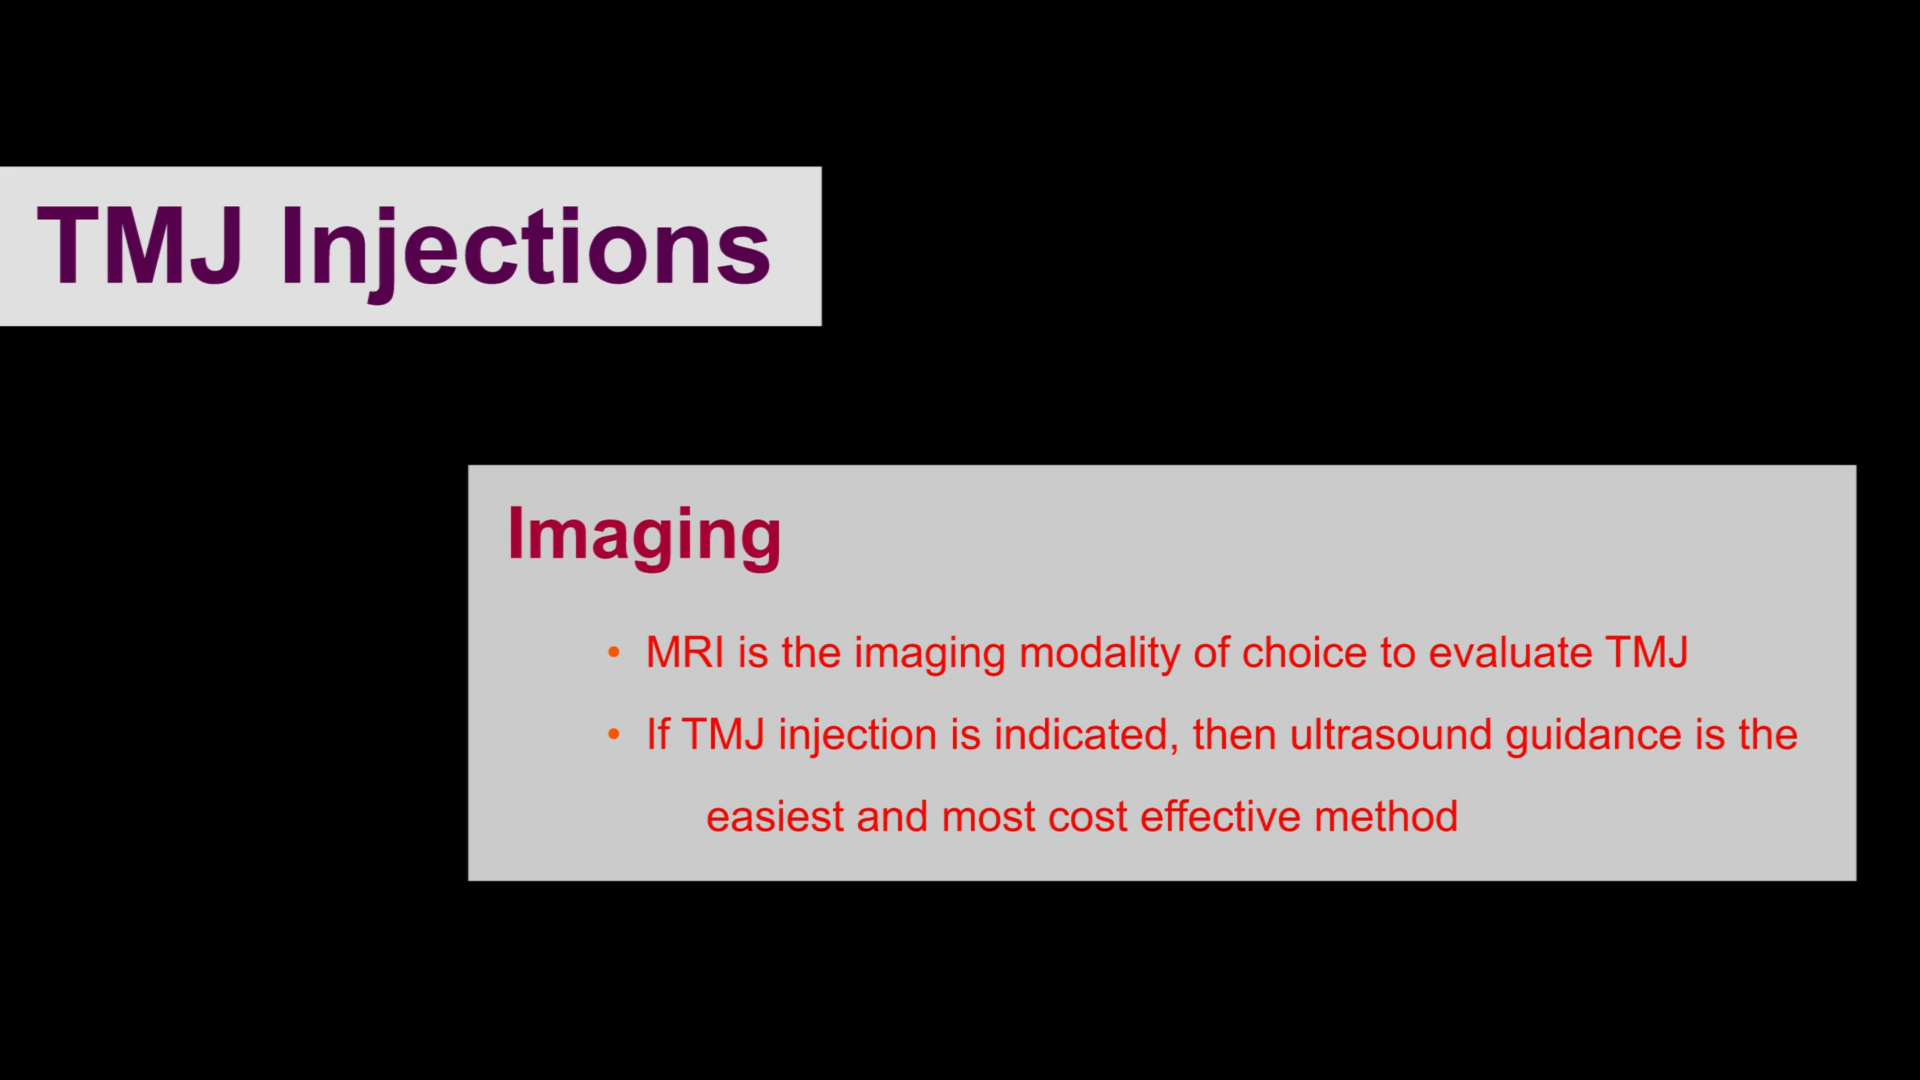 TMJ Injections
Imaging
• MRI is the imaging modality of choice to evaluate TMJ
• If TMJ injection is indicated, then ultrasound guidance is the
easiest and most cost effective method